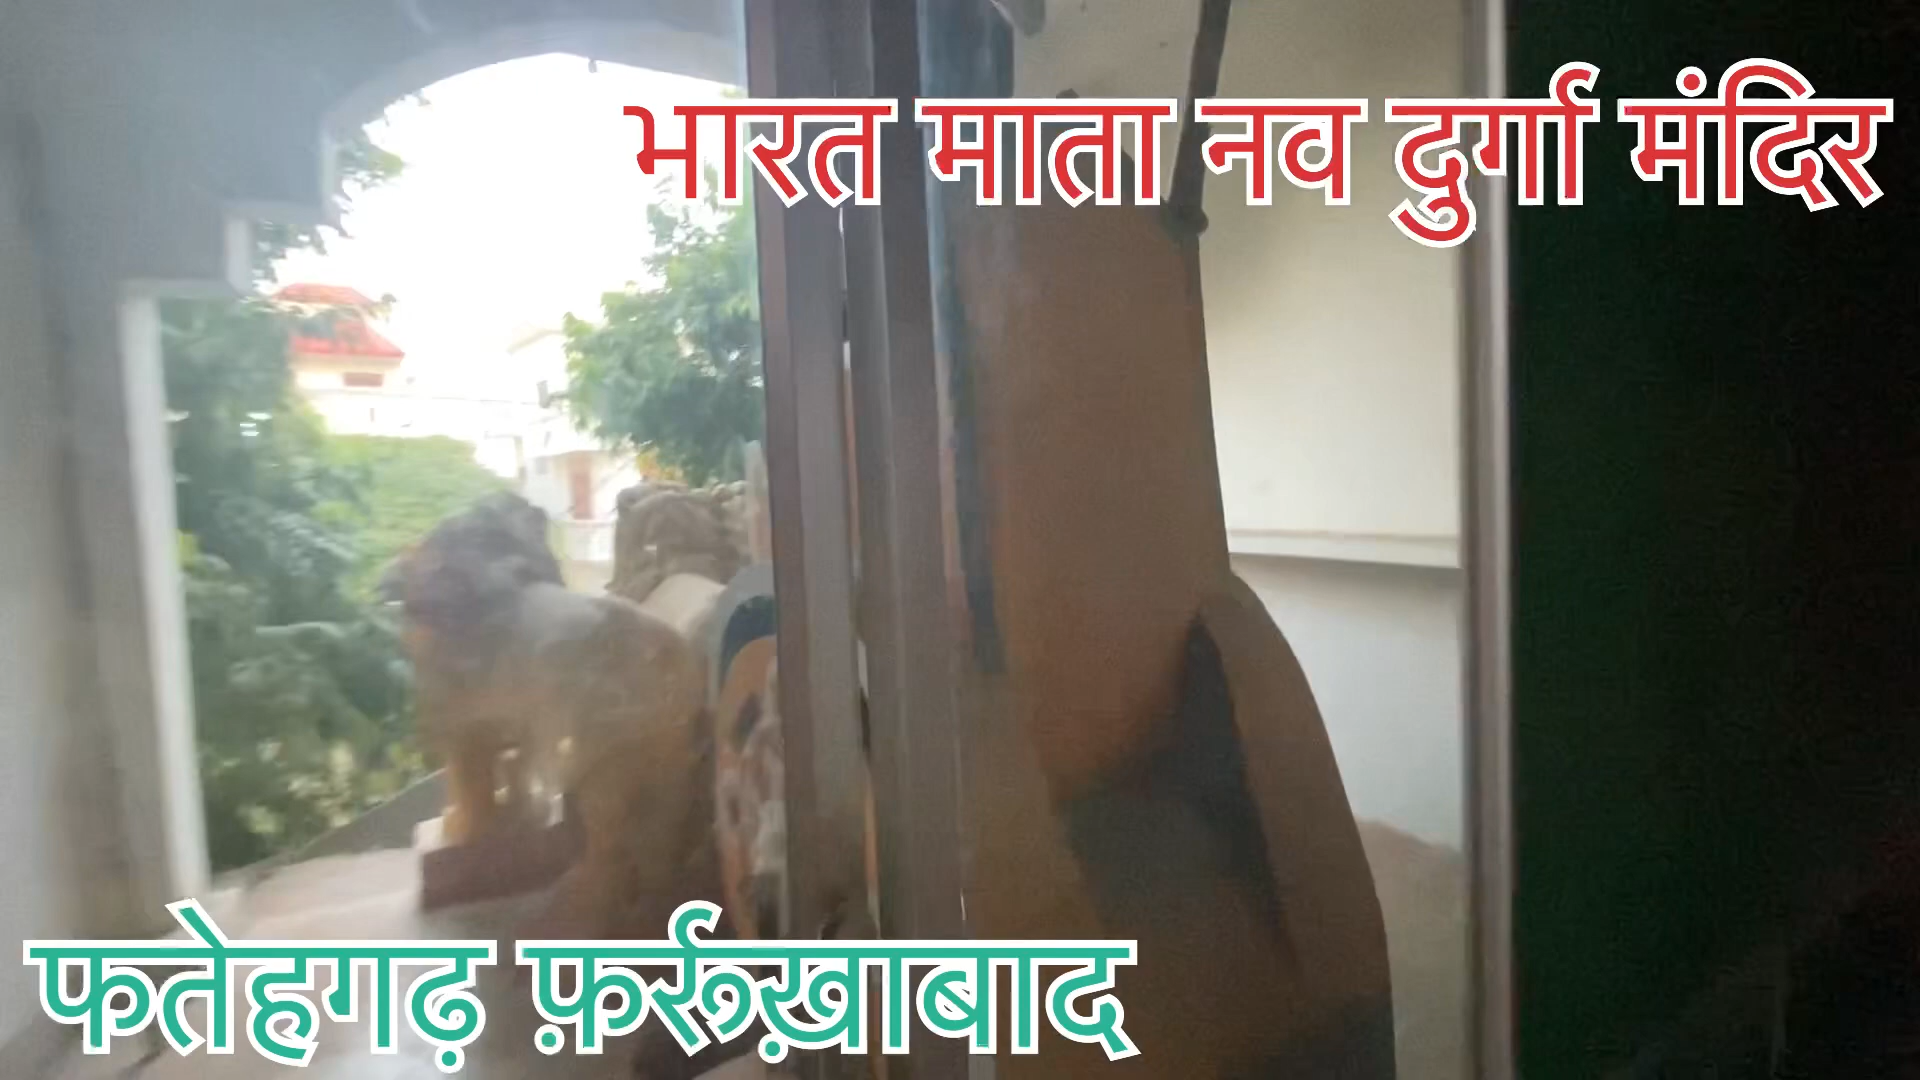 भारत माता नव दुर्गा मंदिर
फतेहगढ़ फ़र्रूख़ाबाद